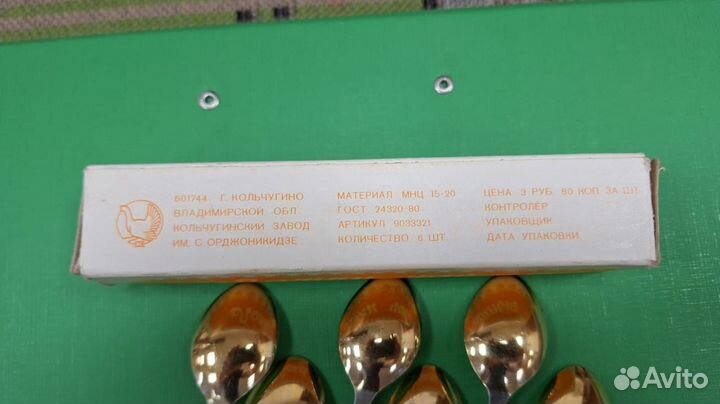 601744 Г. КОЛЬЧУГИНО
ВЛАДИМИРСКОЙ ОБЛ.
КОЛЬЧУГИНСКИЙ ЗАВОД
ИМ. С. ОРДЖОНИКИДЗЕ
МАТЕРИАЛ МНЦ 15-20
ГОСТ 24320-80
АРТИКУЛ 9033321
КОЛИЧЕСТВО 6 ШТ
ЦЕНА 3 РУБ. 80 КОП. ЗА ШТ.
КОНТРОЛЁР
УПАКОВЩИК
ДАТА УПАКОВКИ
Avito